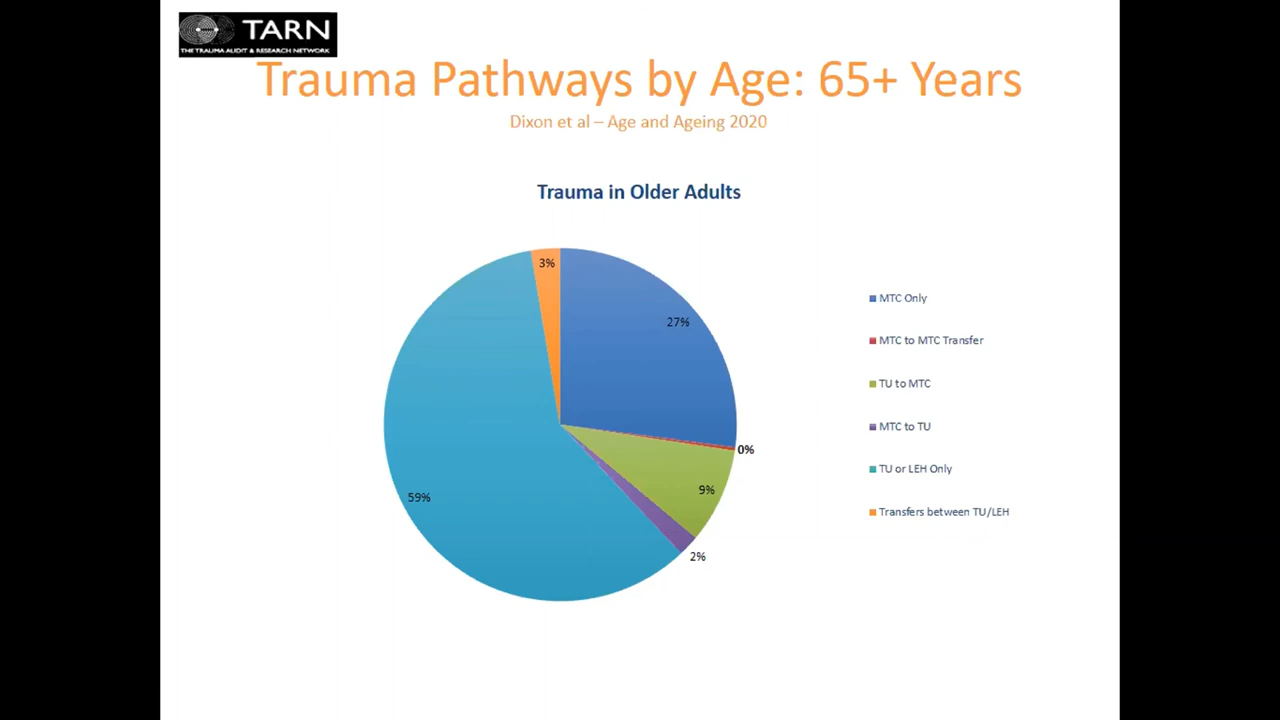 TARN
THE TRAUMA AUDIT & RESEARCH NETWORK
Trauma Pathways by Age: 65+ Years
Dixon et al – Age and Ageing 2020
Trauma in Older Adults
3%
27%
0%
9%
2%
59%
MTC Only
MTC to MTC Transfer
TU to MTC
MTC to TU
TU or LEH Only
Transfers between TU/LEH